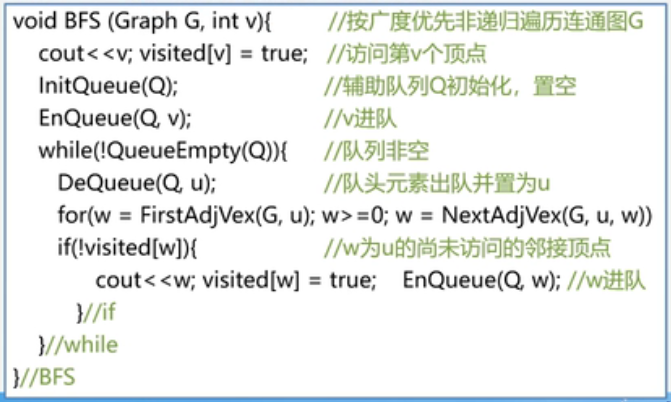 void BFS (Graph G, int v){ //按广度优先非递归遍历连通图G
cout<<v; visited[v] = true; //访问第v个顶点
InitQueue(Q); //辅助队列Q初始化，置空
EnQueue(Q, v); //v进队
while(!QueueEmpty(Q)){ //队列非空
DeQueue(Q, u); //队头元素出队并置为u
for(w = FirstAdjVex(G, u); w>=0; w = NextAdjVex(G, u, w))
if(!visited[w]){ //w为u的尚未访问的邻接顶点
cout<<w; visited[w] = true; EnQueue(Q, w); //w进队
}//if
}//while
}//BFS